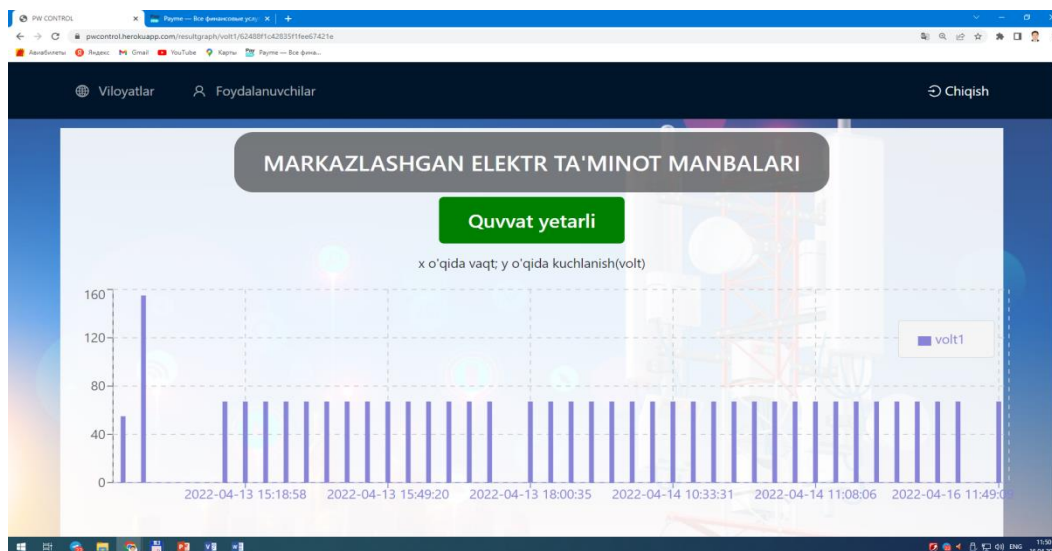 PW CONTROL
Payme — Все финансовые услу
pwcontrol.herokuapp.com/resultgraph/volt1/62488f1c42835f1fee67421e
Авиабилеты Яндекс Gmail YouTube Карты Payme — Все фина...
Viloyatlar Foydalanuvchilar Chiqish
MARKAZLASHGAN ELEKTR TA'MINOT MANBALARI
Quvvat yetarli
x o'qida vaqt; y o'qida kuchlanish(volt)
160
120
volt1
80
40
0
2022-04-13 15:18:58 2022-04-13 15:49:20 2022-04-13 18:00:35 2022-04-14 10:33:31 2022-04-14 11:08:06 2022-04-16 11:49:09
ENG 11:50